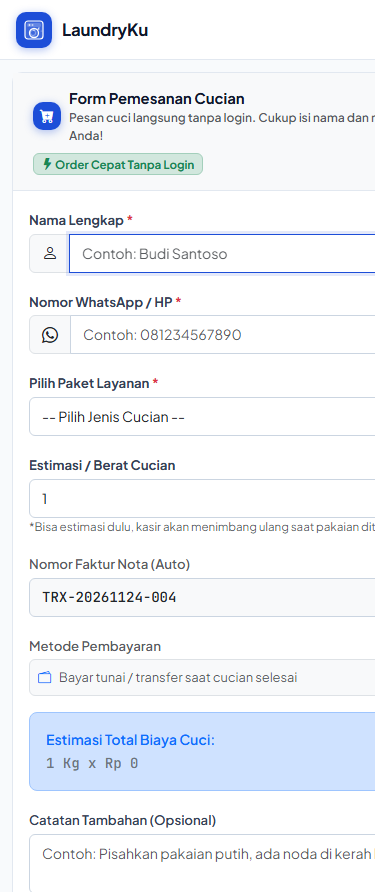 LaundryKu
Form Pemesanan Cucian
Pesan cuci langsung tanpa login. Cukup isi nama dan
Anda!
Order Cepat Tanpa Login
Nama Lengkap *
Contoh: Budi Santoso
Nomor WhatsApp / HP *
Contoh: 081234567890
Pilih Paket Layanan *
-- Pilih Jenis Cucian --
Estimasi / Berat Cucian
1
*Bisa estimasi dulu, kasir akan menimbang ulang saat pakaian
Nomor Faktur Nota (Auto)
TRX-20261124-004
Metode Pembayaran
Bayar tunai / transfer saat cucian selesai
Estimasi Total Biaya Cuci:
1 Kg x Rp 0
Catatan Tambahan (Opsional)
Contoh: Pisahkan pakaian putih, ada noda di kerah